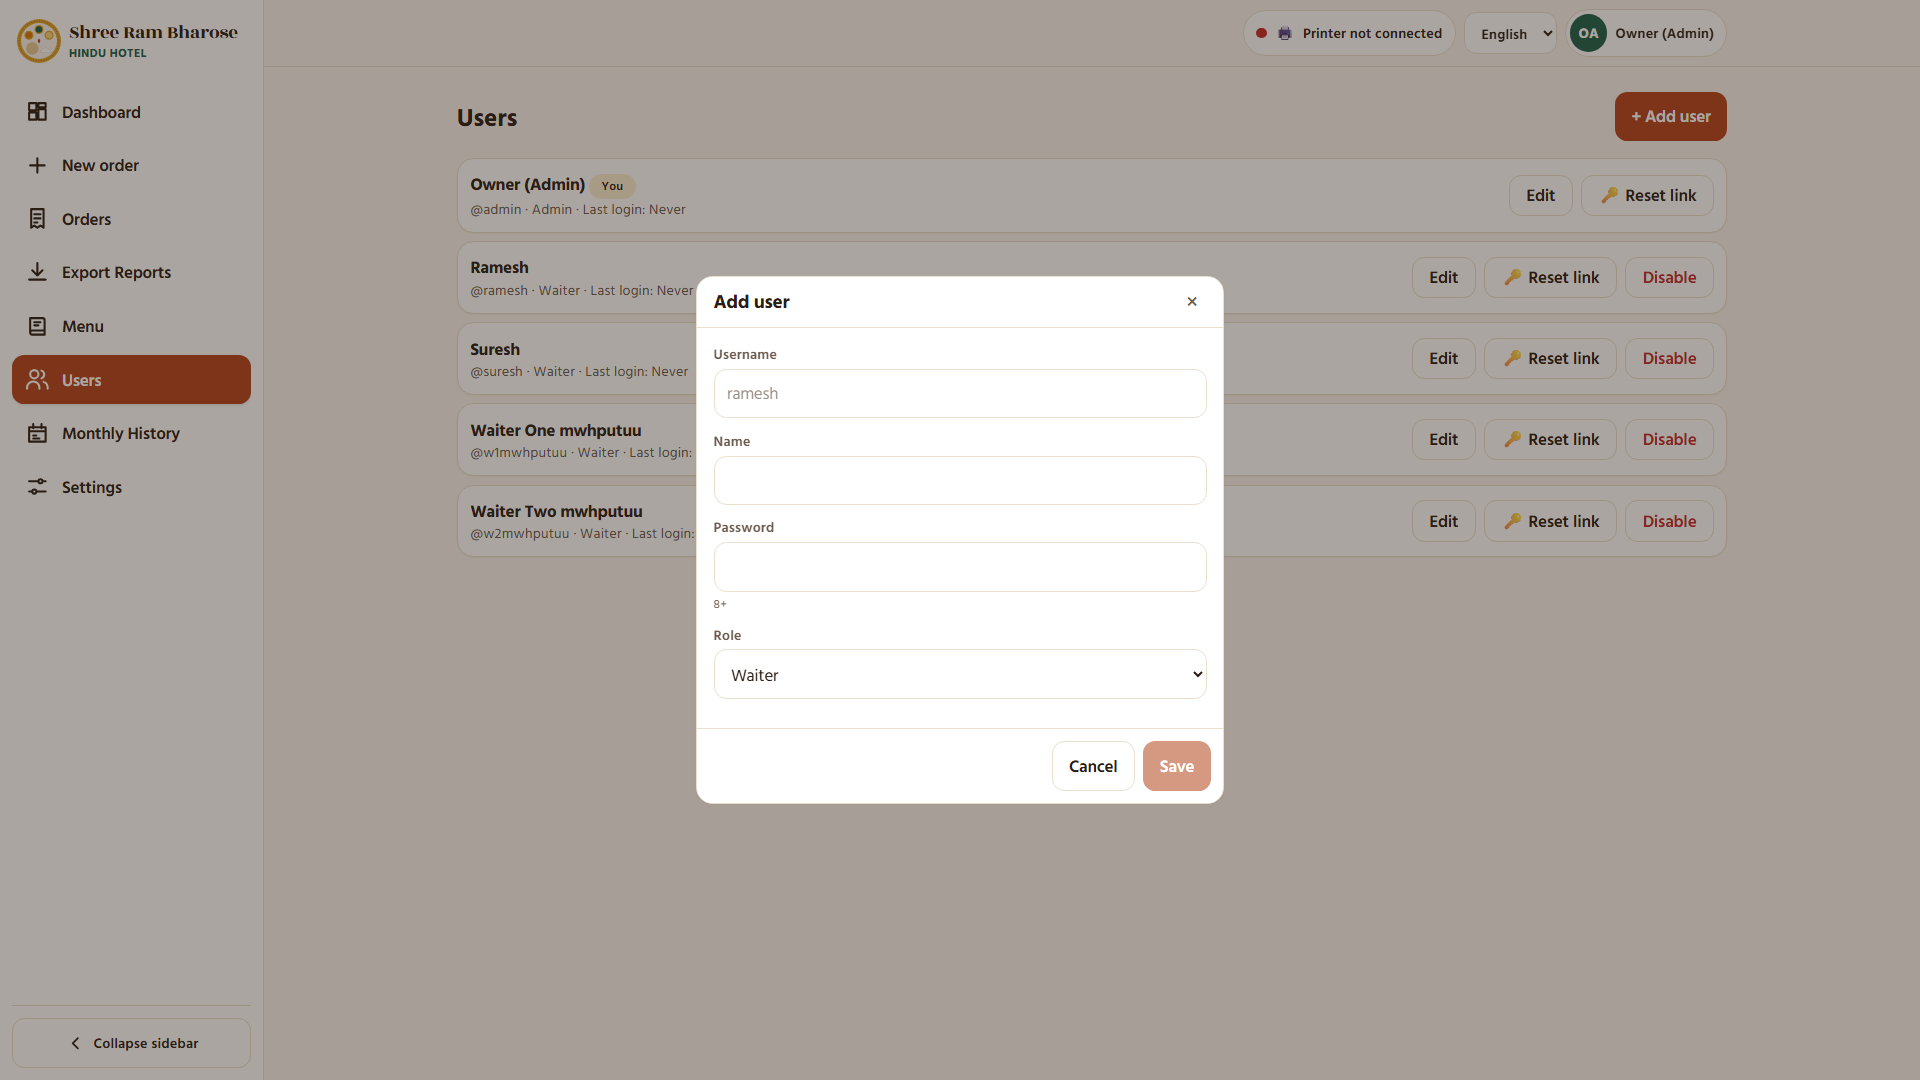 Shree Ram Bharose
HINDU HOTEL
Printer not connected
English
OA
Owner (Admin)
Dashboard
New order
Orders
Export Reports
Menu
Users
Monthly History
Settings
Collapse sidebar
Users
+ Add user
Owner (Admin) You
@admin · Admin · Last login: Never
Edit
Reset link
Ramesh
@ramesh · Waiter · Last login: Never
Edit
Reset link
Disable
Suresh
@suresh · Waiter · Last login: Never
Edit
Reset link
Disable
Waiter One mwhputuu
@w1mwhputuu · Waiter · Last login:
Edit
Reset link
Disable
Waiter Two mwhputuu
@w2mwhputuu · Waiter · Last login:
Edit
Reset link
Disable
Add user
×
Username
ramesh
Name
Password
8+
Role
Waiter
Cancel
Save